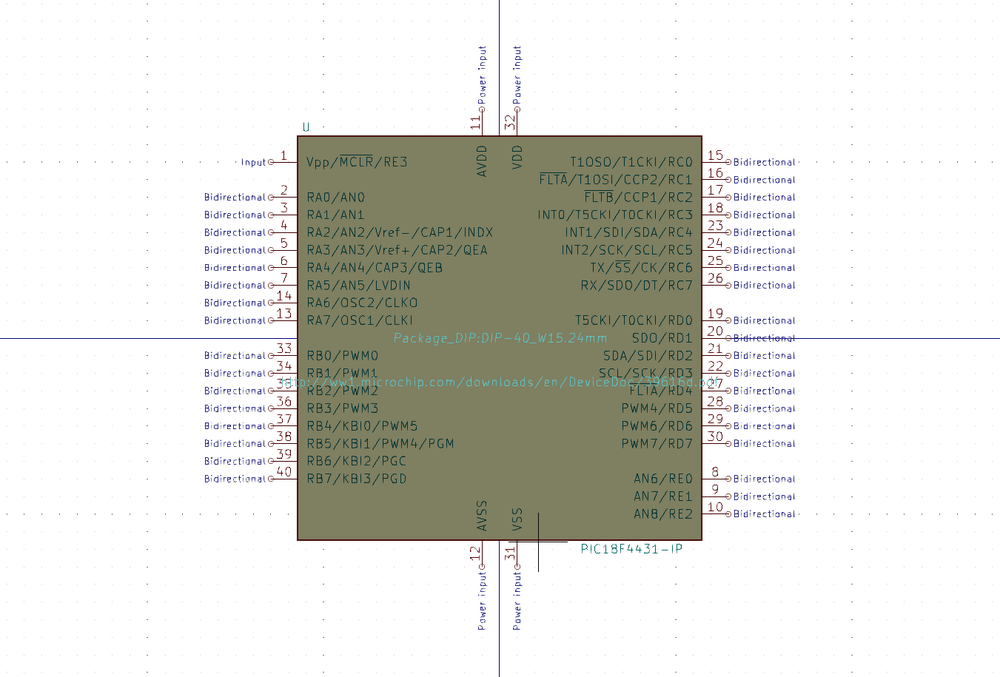 Power input Power input
11 32
U
AVDD VDD
Input 1 Vpp/MCLR/RE3 T1OSO/T1CKI/RC0 15 Bidirectional
FLTA/T1OSI/CCP2/RC1 16 Bidirectional
Bidirectional 2 RA0/AN0 FLTB/CCP1/RC2 17 Bidirectional
Bidirectional 3 RA1/AN1 INT0/T5CKI/T0CKI/RC3 18 Bidirectional
Bidirectional 4 RA2/AN2/Vref-/CAP1/INDX INT1/SDI/SDA/RC4 23 Bidirectional
Bidirectional 5 RA3/AN3/Vref+/CAP2/QEA INT2/SCK/SCL/RC5 24 Bidirectional
Bidirectional 6 RA4/AN4/CAP3/QEB TX/SS/CK/RC6 25 Bidirectional
Bidirectional 7 RA5/AN5/LVDIN RX/SDO/DT/RC7 26 Bidirectional
Bidirectional 14 RA6/OSC2/CLKO
Bidirectional 13 RA7/OSC1/CLKI T5CKI/T0CKI/RD0 19 Bidirectional
Package_DIP:DIP-40_W15.24mm SDO/RD1 20 Bidirectional
Bidirectional 33 RB0/PWM0 SDA/SDI/RD2 21 Bidirectional
Bidirectional 34 RB1/PWM1 SCL/SCK/RD3 22 Bidirectional
http://ww1.microchip.com/downloads/en/DeviceDoc/39616d.pdf
Bidirectional 35 RB2/PWM2 FLTA/RD4 27 Bidirectional
Bidirectional 36 RB3/PWM3 PWM4/RD5 28 Bidirectional
Bidirectional 37 RB4/KBI0/PWM5 PWM6/RD6 29 Bidirectional
Bidirectional 38 RB5/KBI1/PWM4/PGM PWM7/RD7 30 Bidirectional
Bidirectional 39 RB6/KBI2/PGC
Bidirectional 40 RB7/KBI3/PGD AN6/RE0 8 Bidirectional
AN7/RE1 9 Bidirectional
AN8/RE2 10 Bidirectional
AVSS VSS
12 31
PIC18F4431-IP
Power input Power input